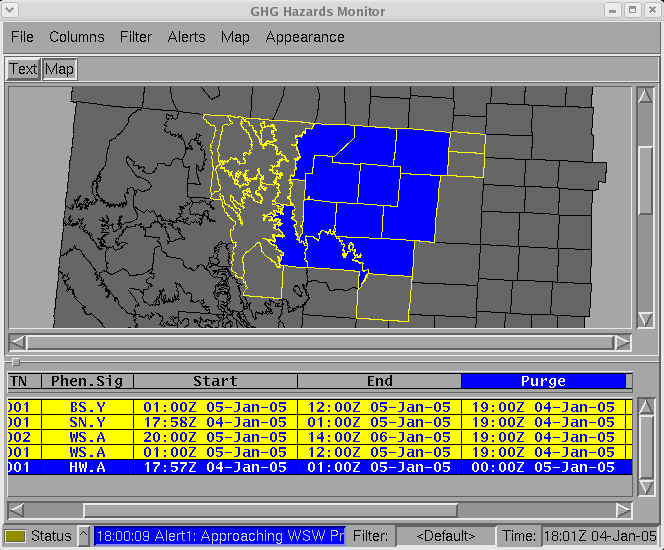 GHG Hazards Monitor
File Columns Filter Alerts Map Appearance
Text Map
TN Phen.Sig Start End Purge
001 BS.Y 01:00Z 05-Jan-05 12:00Z 05-Jan-05 19:00Z 04-Jan-05
001 SN.Y 17:58Z 04-Jan-05 01:00Z 05-Jan-05 19:00Z 04-Jan-05
002 WS.A 20:00Z 05-Jan-05 14:00Z 06-Jan-05 19:00Z 04-Jan-05
001 WS.A 01:00Z 05-Jan-05 12:00Z 05-Jan-05 19:00Z 04-Jan-05
001 HW.A 17:57Z 04-Jan-05 01:00Z 05-Jan-05 00:00Z 05-Jan-05
Status ^ 18:00:09 Alert1: Approaching WSW Pr Filter: <Default> Time: 18:01Z 04-Jan-05